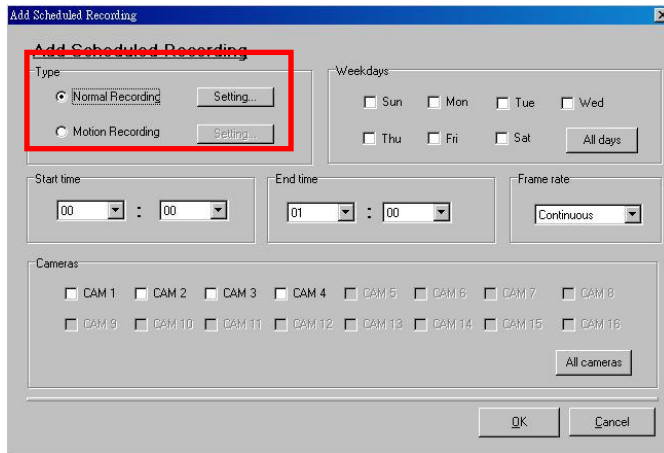 Add Scheduled Recording
Add Scheduled Recording
Type
Normal Recording Setting...
Motion Recording Setting...
Weekdays
Sun Mon Tue Wed
Thu Fri Sat All days
Start time
00 : 00
End time
01 : 00
Frame rate
Continuous
Cameras
CAM 1 CAM 2 CAM 3 CAM 4 CAM 5 CAM 6 CAM 7 CAM 8
CAM 9 CAM 10 CAM 11 CAM 12 CAM 13 CAM 14 CAM 15 CAM 16
All cameras
OK Cancel